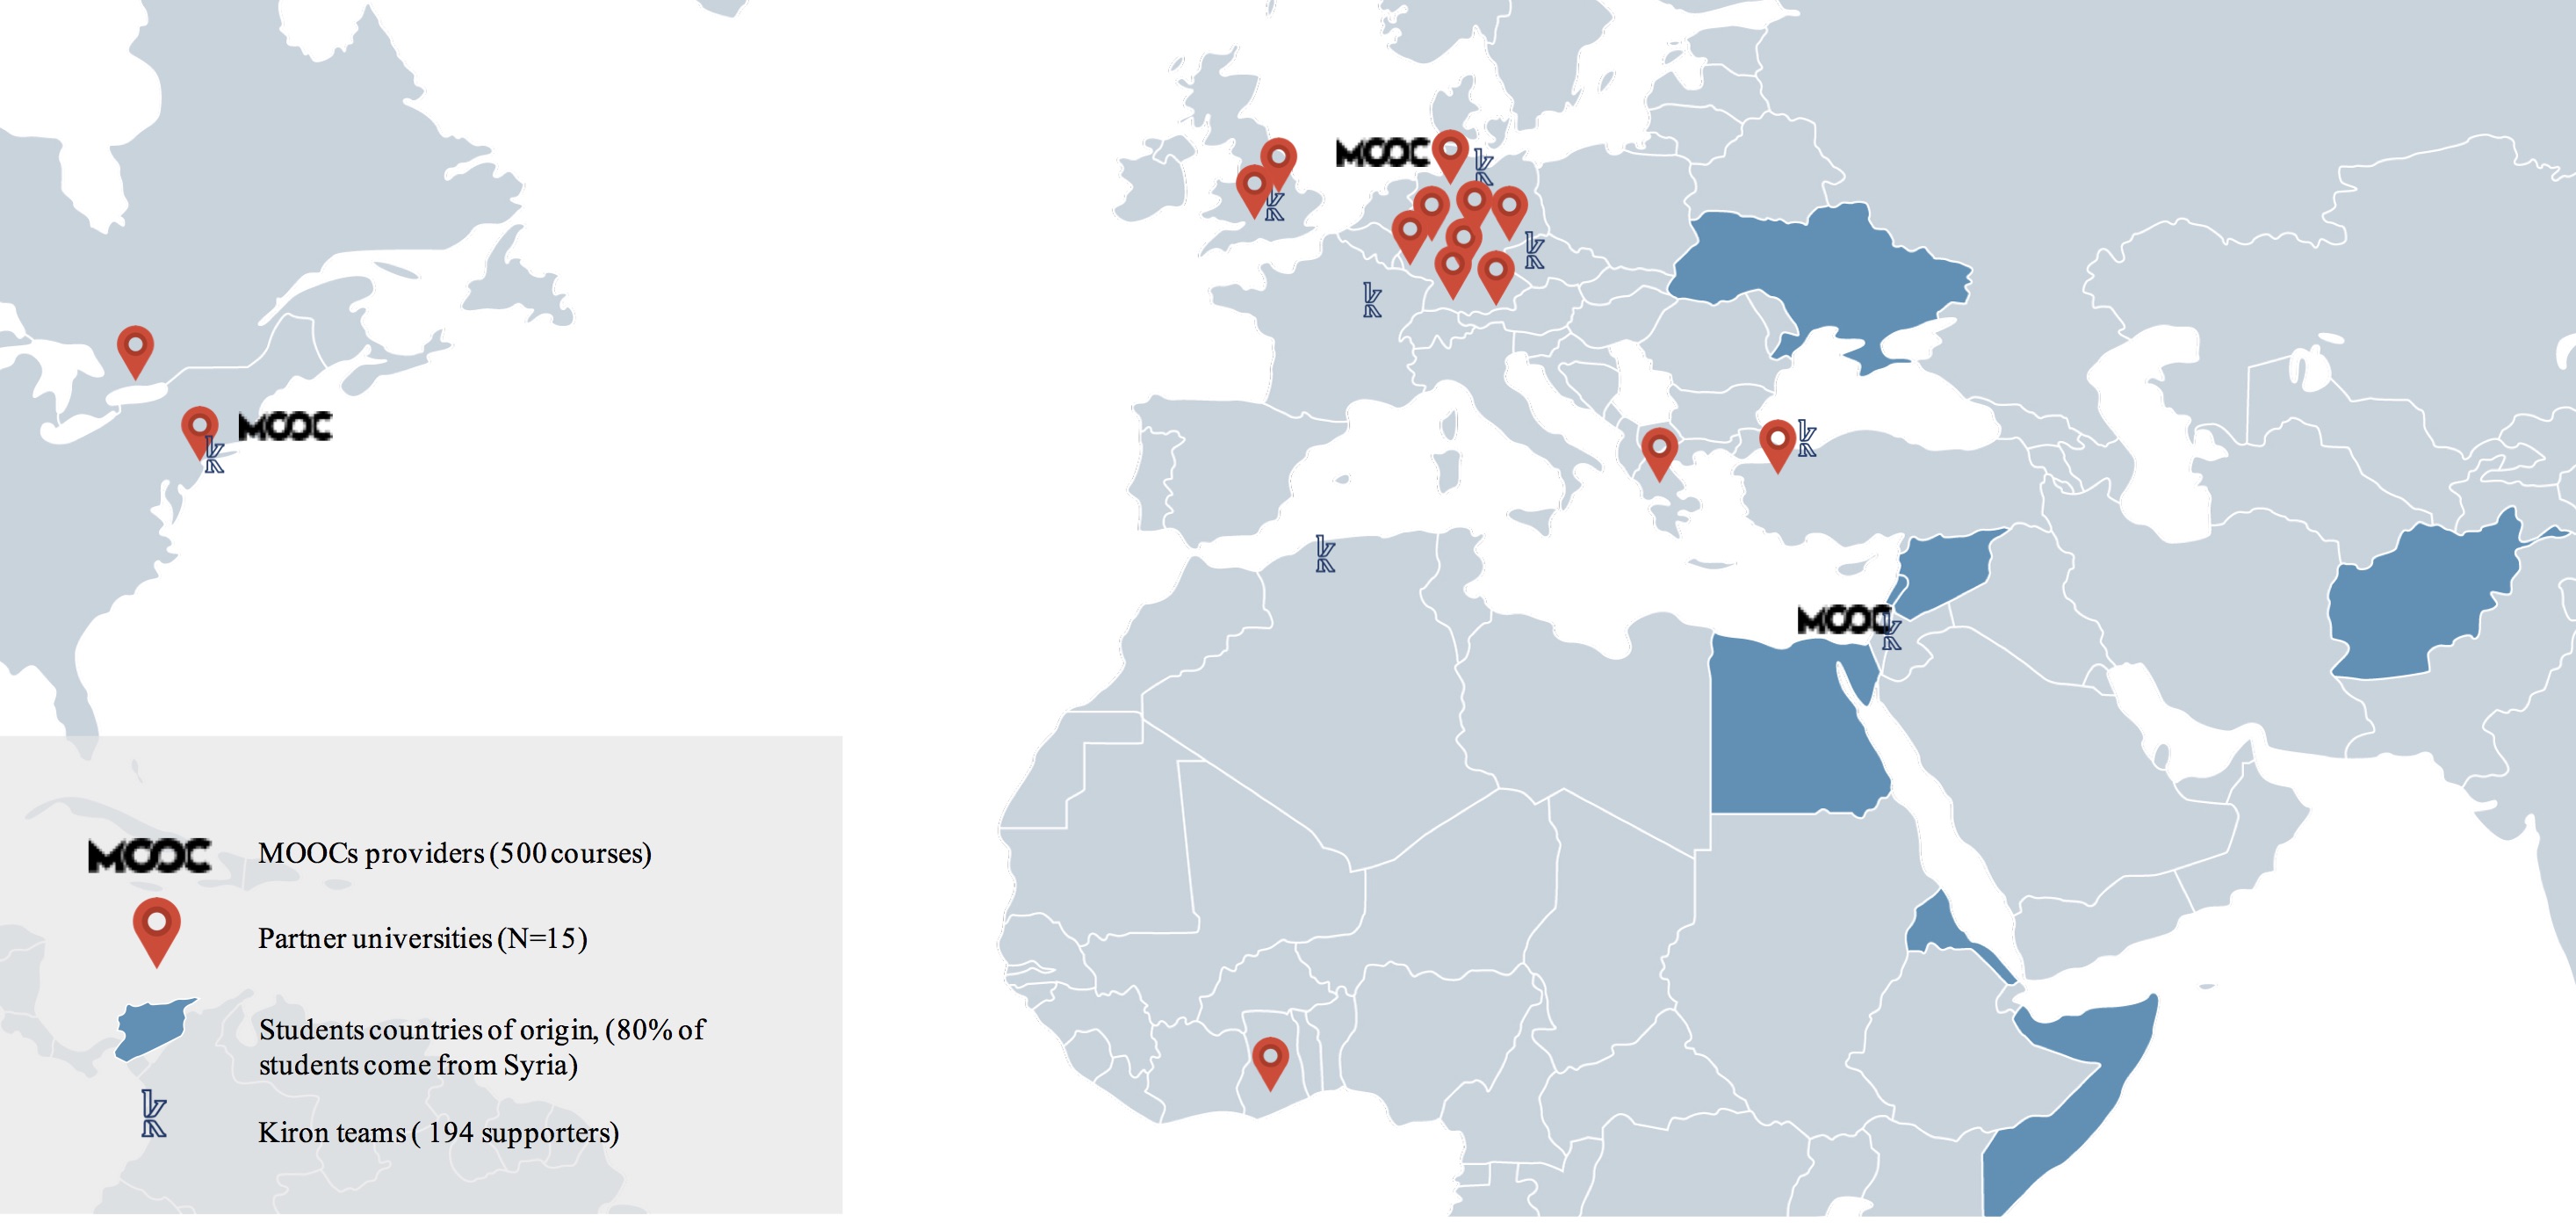 MOOC
MOOC
MOOC
MOOC MOOCs providers (500 courses)
Partner universities (N=15)
Students countries of origin, (80% of
students come from Syria)
Kiron teams ( 194 supporters)